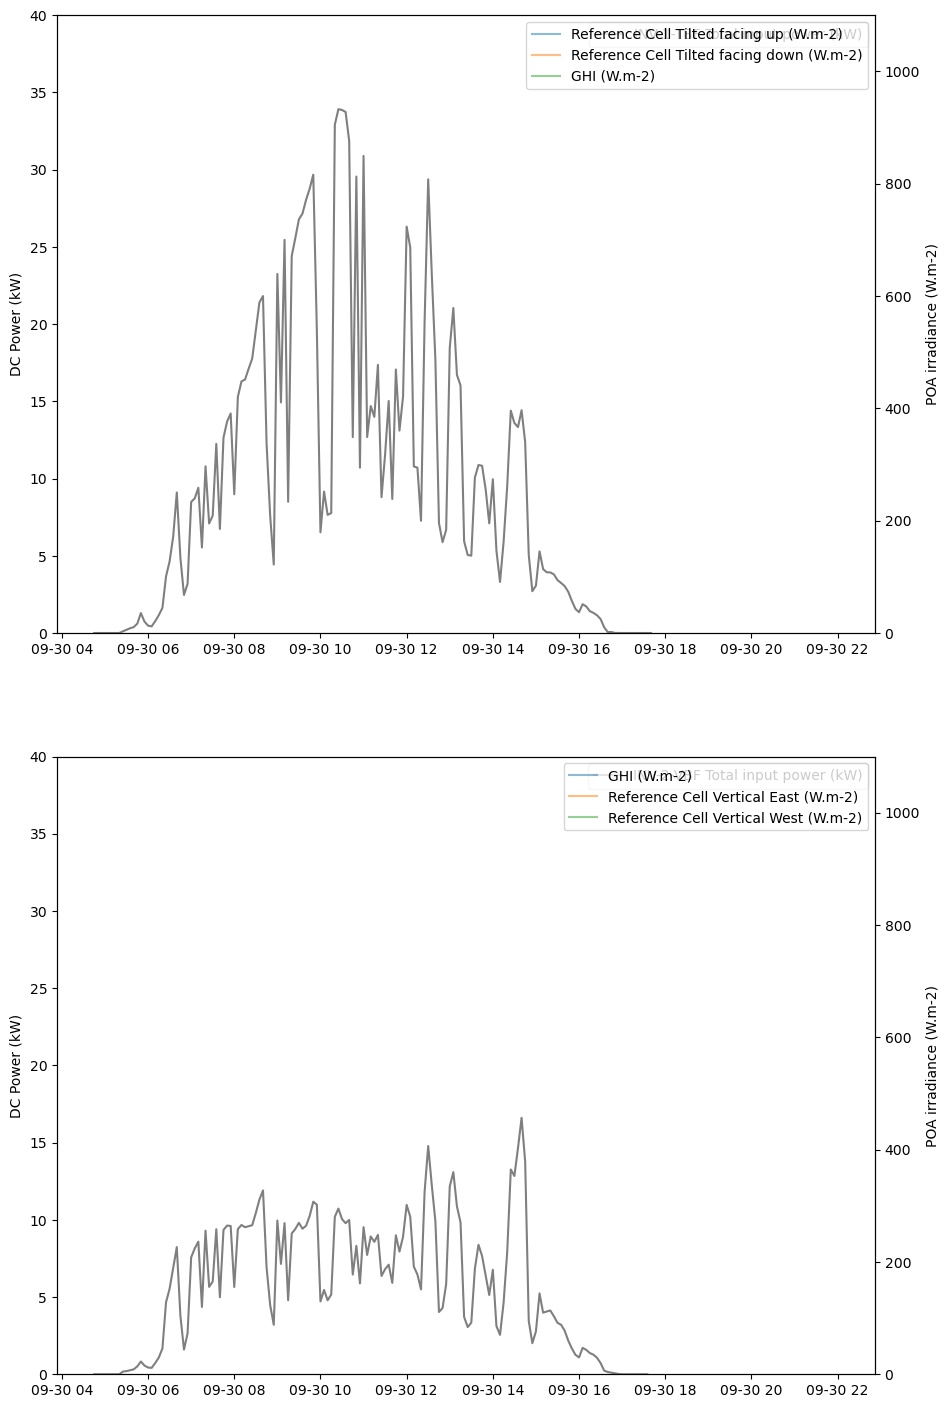 40
35
30
25
20
15
10
5
0
DC Power (kW)
Reference Cell Tilted facing up (W.m-2)
Reference Cell Tilted facing down (W.m-2)
GHI (W.m-2)
1000
800
600
400
200
0
POA irradiance (W.m-2)
09-30 04 09-30 06 09-30 08 09-30 10 09-30 12 09-30 14 09-30 16 09-30 18 09-30 20 09-30 22
40
35
30
25
20
15
10
5
0
DC Power (kW)
GHI (W.m-2) Total input power (kW)
Reference Cell Vertical East (W.m-2)
Reference Cell Vertical West (W.m-2)
1000
800
600
400
200
0
POA irradiance (W.m-2)
09-30 04 09-30 06 09-30 08 09-30 10 09-30 12 09-30 14 09-30 16 09-30 18 09-30 20 09-30 22